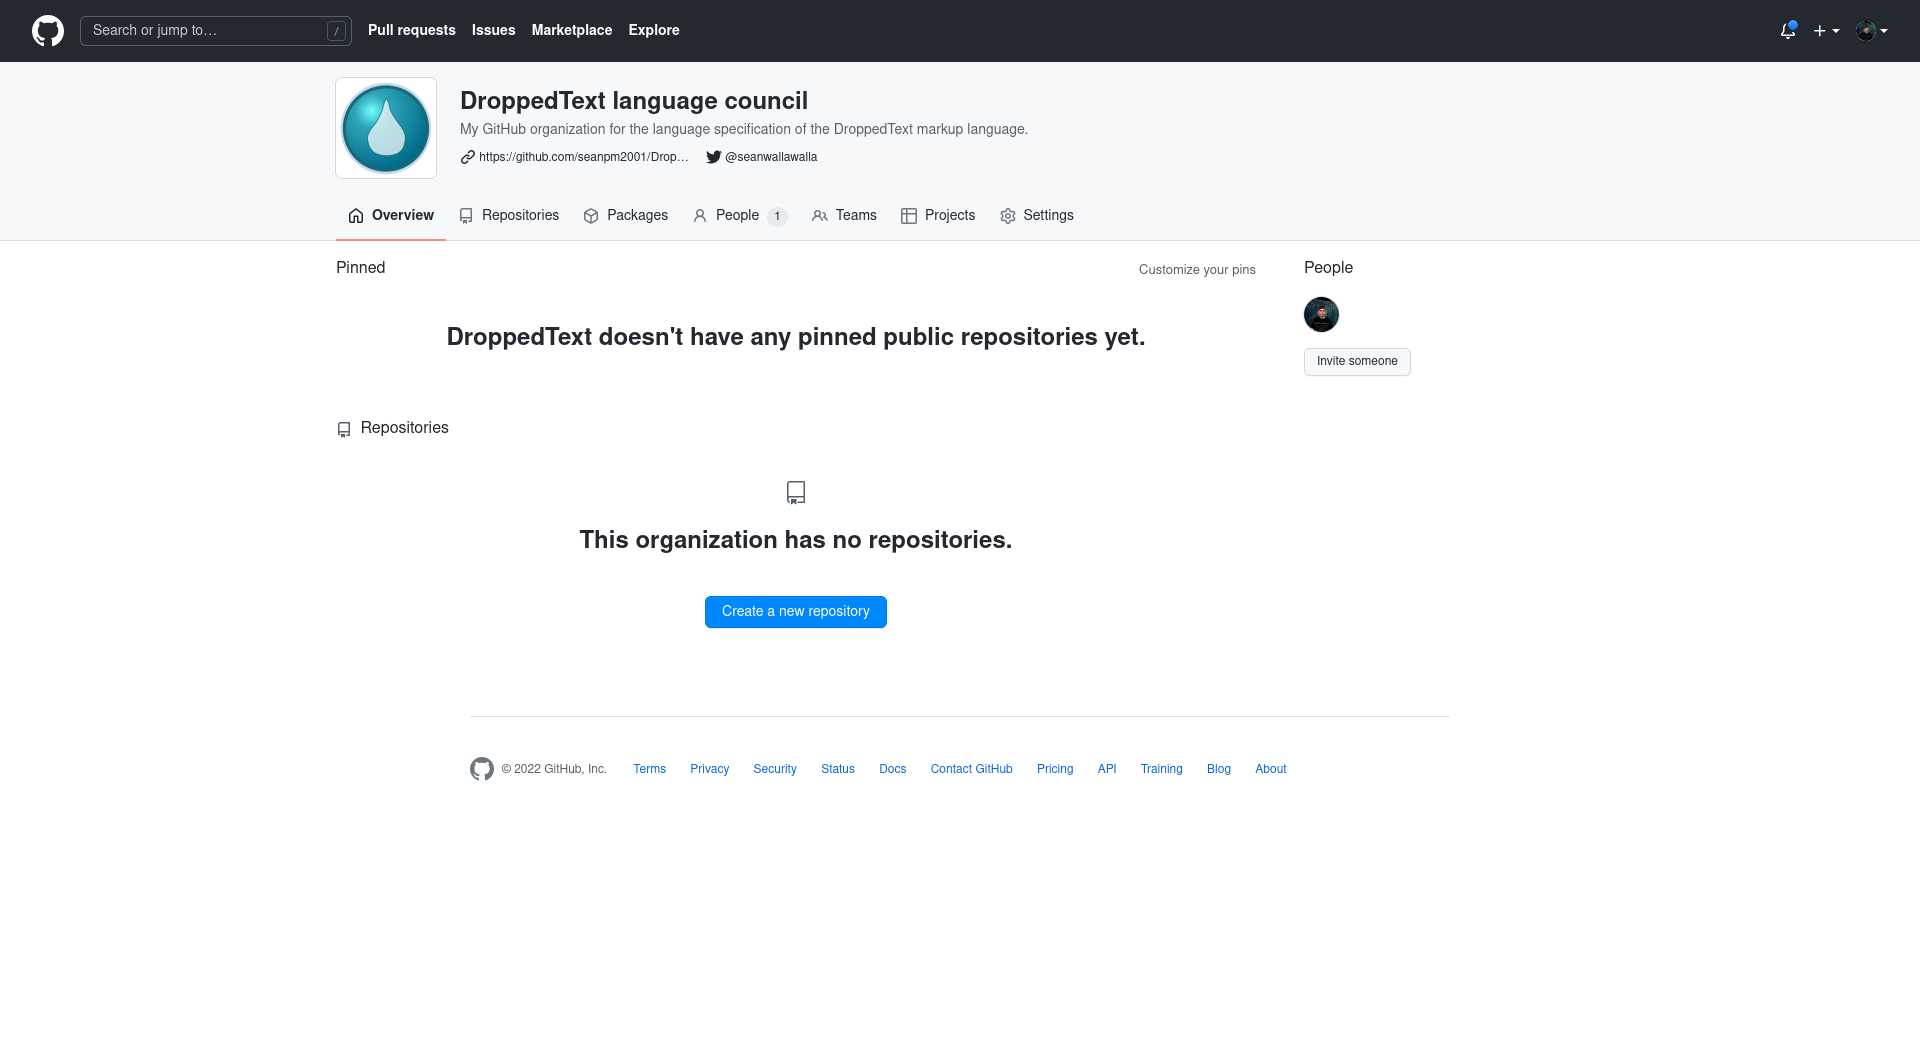 Search or jump to… /
Pull requests Issues Marketplace Explore
DroppedText language council
My GitHub organization for the language specification of the DroppedText markup language.
https://github.com/seanpm2001/Drop… @seanwallawalla
Overview Repositories Packages People 1 Teams Projects Settings
Pinned Customize your pins
People
DroppedText doesn't have any pinned public repositories yet.
Invite someone
Repositories
This organization has no repositories.
Create a new repository
© 2022 GitHub, Inc. Terms Privacy Security Status Docs Contact GitHub Pricing API Training Blog About